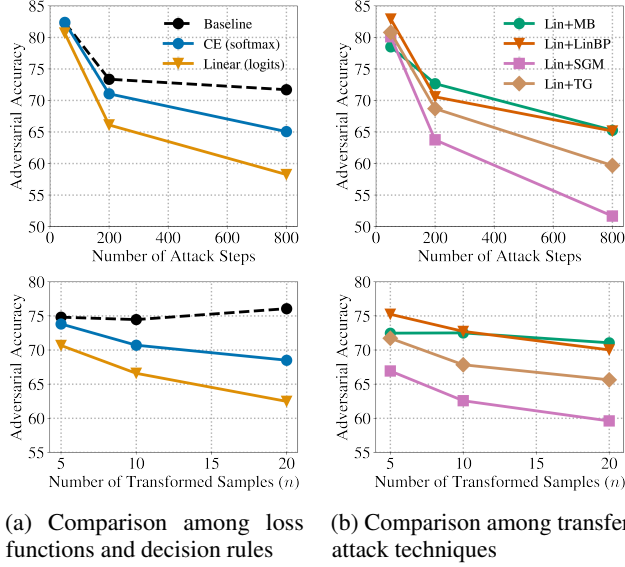 85
80
75
70
65
60
55
50
Adversarial Accuracy
Baseline
CE (softmax)
Linear (logits)
0 200 400 600 800
Number of Attack Steps
85
80
75
70
65
60
55
50
Adversarial Accuracy
Lin+MB
Lin+LinBP
Lin+SGM
Lin+TG
0 200 400 600 800
Number of Attack Steps
80
75
70
65
60
55
Adversarial Accuracy
5 10 15 20
Number of Transformed Samples (n)
80
75
70
65
60
55
Adversarial Accuracy
5 10 15 20
Number of Transformed Samples (n)
(a) Comparison among loss
functions and decision rules
(b) Comparison among transfer
attack techniques